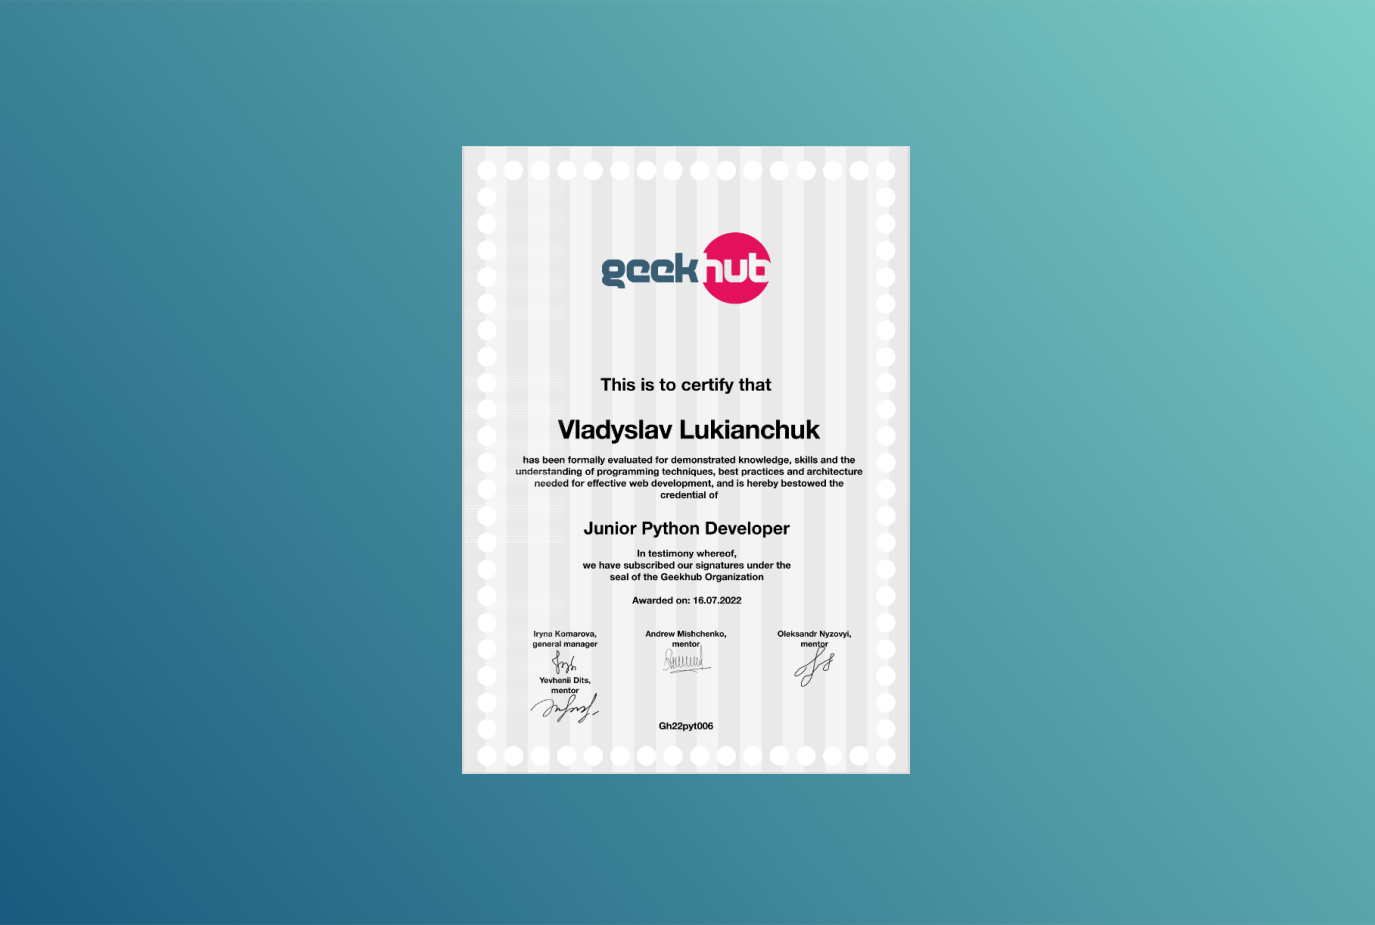 geekhub
This is to certify that
Vladyslav Lukianchuk
has been formally evaluated for demonstrated knowledge, skills and the
understanding of programming techniques, best practices and architecture
needed for effective web development, and is hereby bestowed the
credential of
Junior Python Developer
In testimony whereof,
we have subscribed our signatures under the
seal of the Geekhub Organization
Awarded on: 16.07.2022
Iryna Komarova,
general manager
Yevhenii Dits,
mentor
Andrew Mishchenko,
mentor
Oleksandr Nyzovyi,
mentor
Gh22pyt006